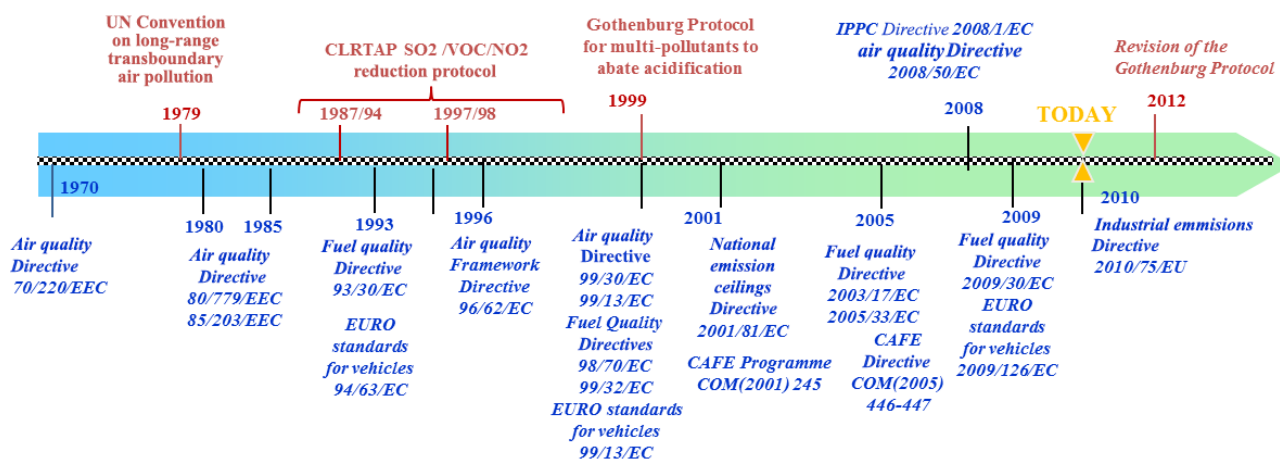 UN Convention
on long-range
transboundary
air pollution
1979
CLRTAP SO2 /VOC/NO2
reduction protocol
1987/94
1997/98
Gothenburg Protocol
for multi-pollutants to
abate acidification
1999
IPPC Directive 2008/1/EC
air quality Directive
2008/50/EC
2008
TODAY
Revision of the
Gothenburg Protocol
2012
1970
Air quality
Directive
70/220/EEC
1980
1985
Air quality
Directive
80/779/EEC
85/203/EEC
1993
Fuel quality
Directive
93/30/EC
EURO
standards
for vehicles
94/63/EC
1996
Air quality
Framework
Directive
96/62/EC
Air quality
Directive
99/30/EC
99/13/EC
Fuel Quality
Directives
98/70/EC
99/32/EC
EURO standards
for vehicles
99/13/EC
2001
National
emission
ceilings
Directive
2001/81/EC
CAFE Programme
COM(2001) 245
2005
Fuel quality
Directive
2003/17/EC
2005/33/EC
CAFE
Directive
COM(2005)
446-447
2009
Fuel quality
Directive
2009/30/EC
EURO
standards
for vehicles
2009/126/EC
2010
Industrial emmisions
Directive
2010/75/EU